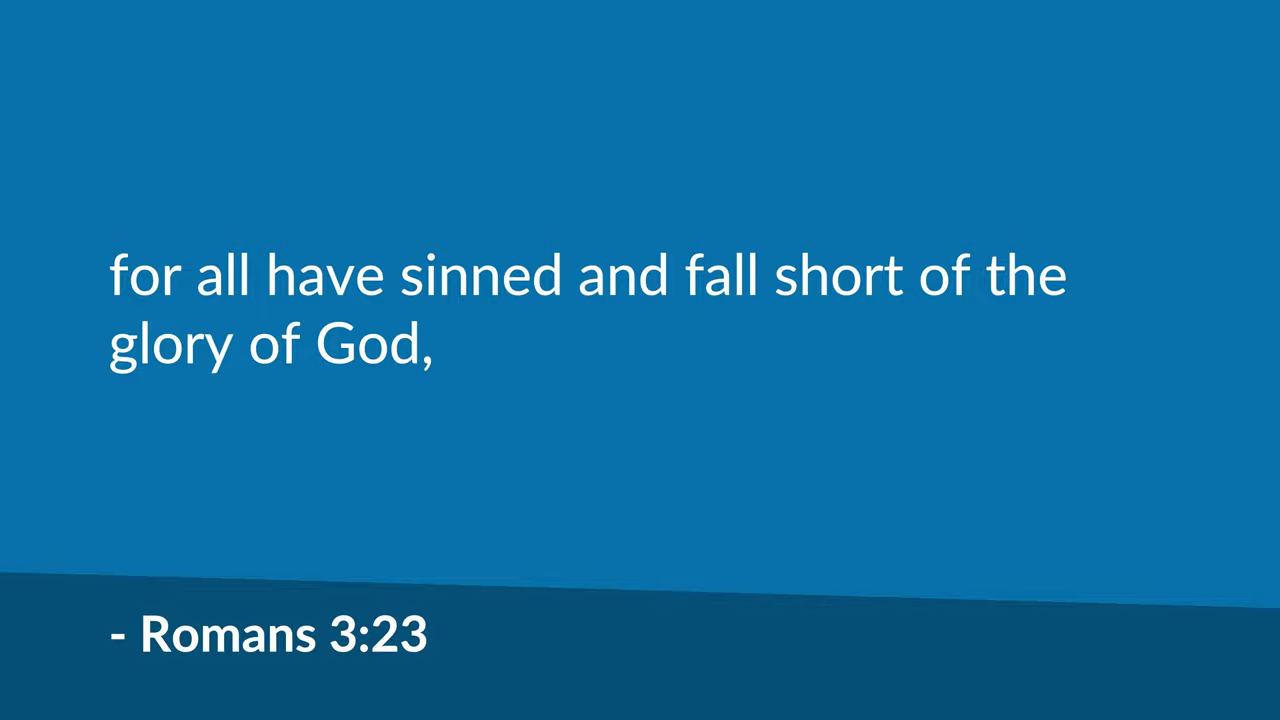 for all have sinned and fall short of the
glory of God,
- Romans 3:23